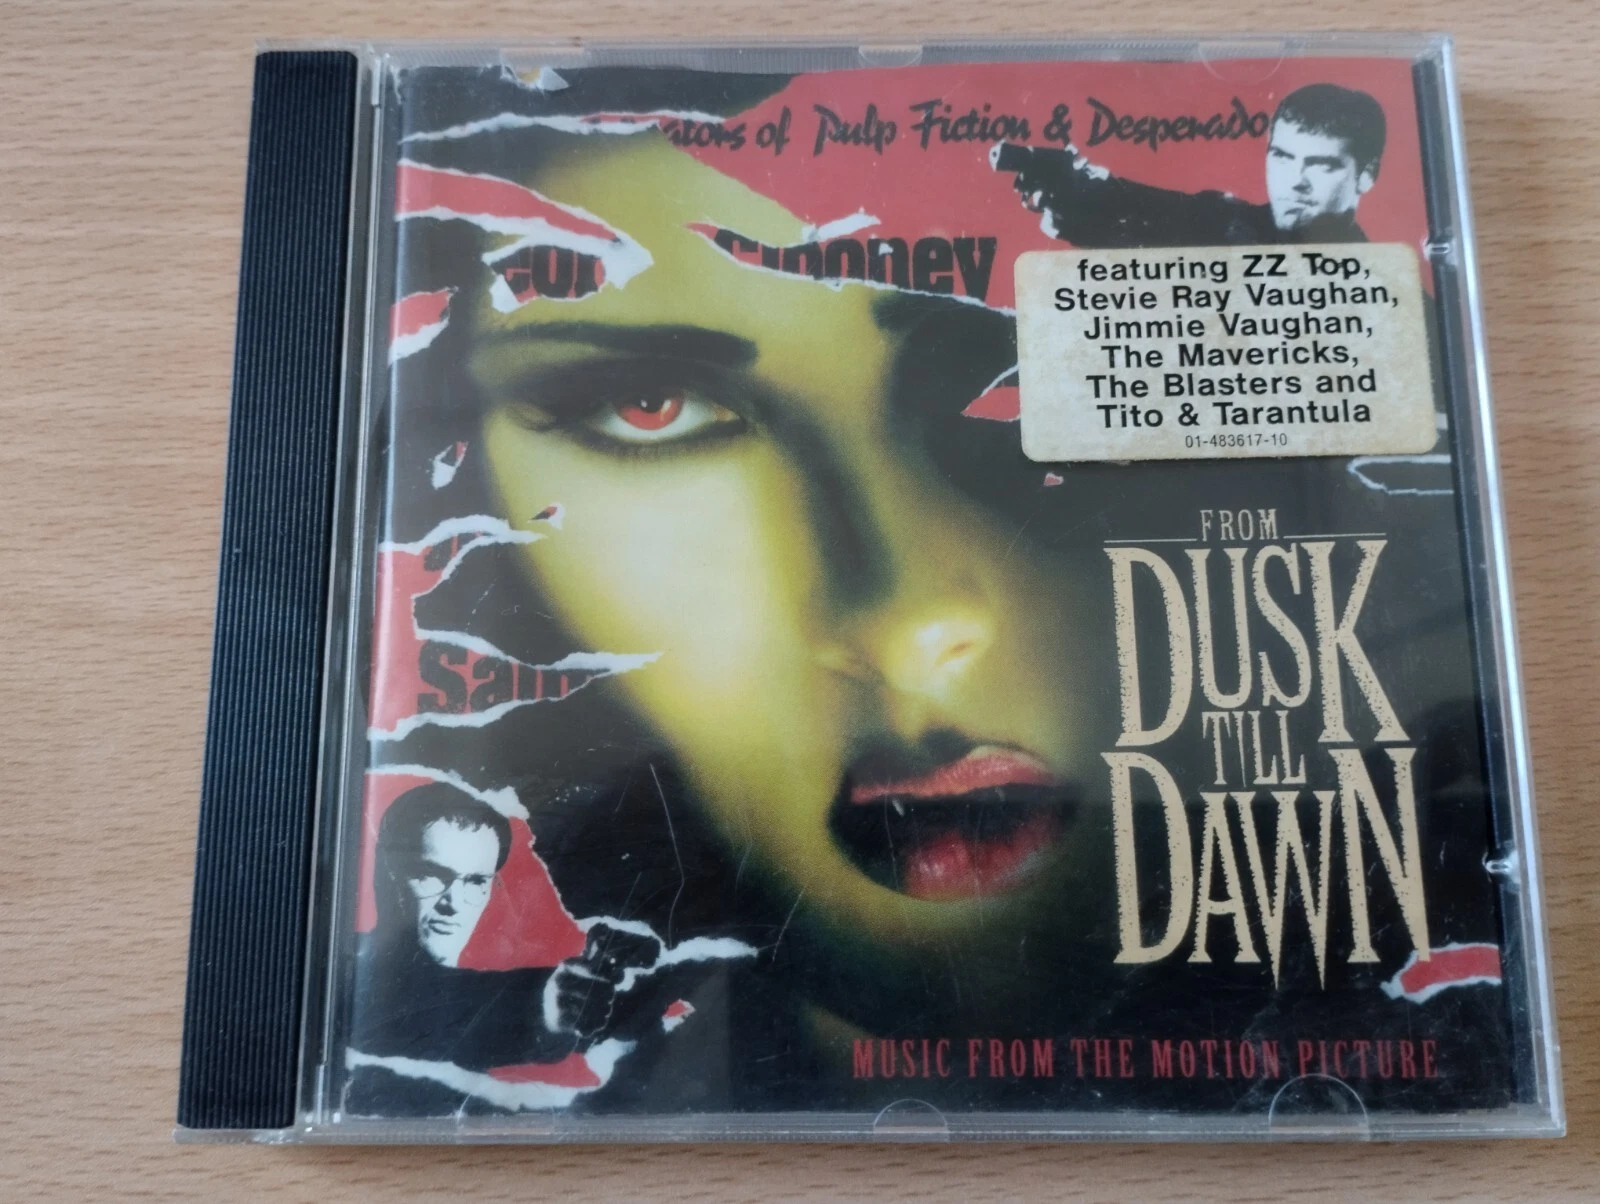 of Pulp Fiction & Desperado
featuring ZZ Top,
Stevie Ray Vaughan,
Jimmie Vaughan,
The Mavericks,
The Blasters and
Tito & Tarantula
01-483617-10
FROM
DUSK
TILL
DAWN
MUSIC FROM THE MOTION PICTURE